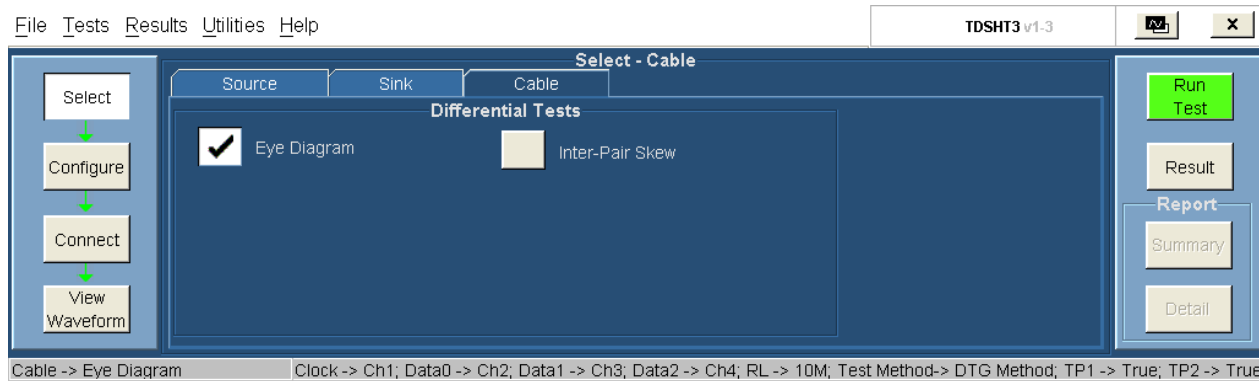 File Tests Results Utilities Help TDSHT3 v1-3
Select - Cable
Source Sink Cable
Differential Tests
Eye Diagram Inter-Pair Skew
Select
Configure
Connect
View
Waveform
Run
Test
Result
Report
Summary
Detail
Cable -> Eye Diagram Clock -> Ch1; Data0 -> Ch2; Data1 -> Ch3; Data2 -> Ch4; RL -> 10M; Test Method-> DTG Method; TP1 -> True; TP2 -> True